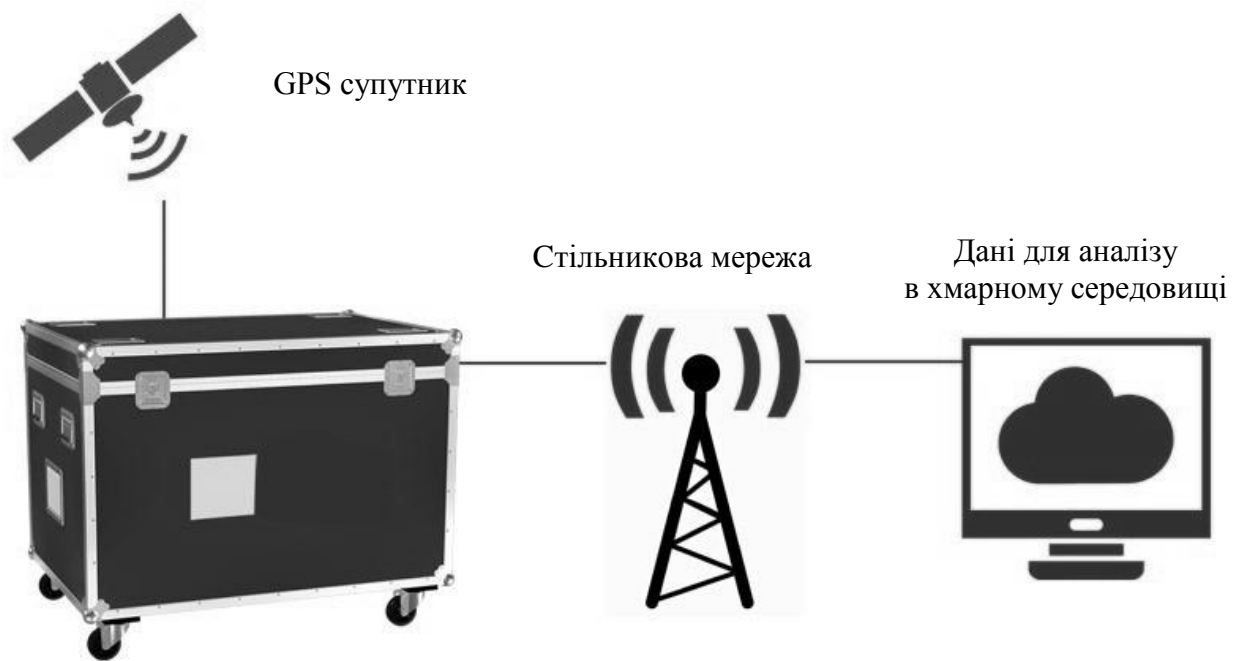 GPS супутник
Стільникова мережа
Дані для аналізу
в хмарному середовищі